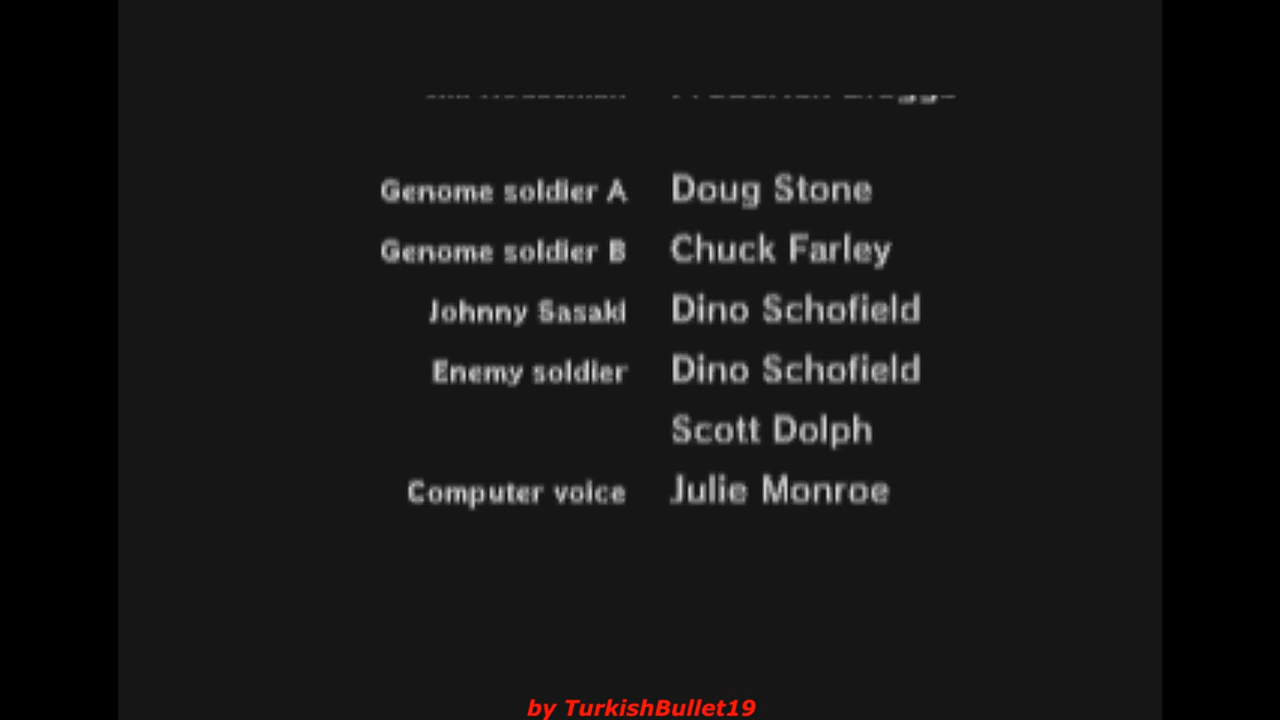 Genome soldier A Doug Stone
Genome soldier B Chuck Farley
Johnny Sasaki Dino Schofield
Enemy soldier Dino Schofield
Scott Dolph
Computer voice Julie Monroe
by TurkishBullet19